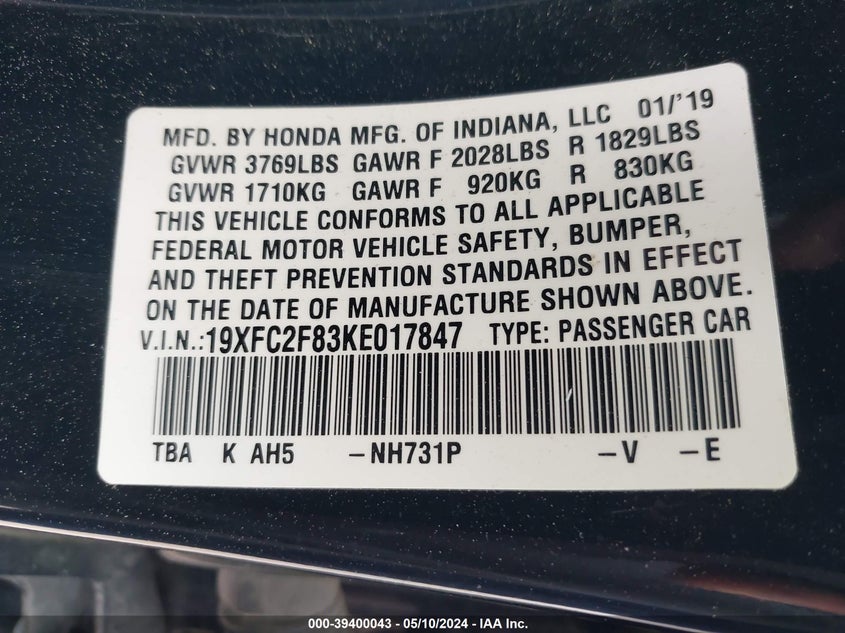 MFD. BY HONDA MFG. OF INDIANA, LLC 01/'19
GVWR 3769LBS GAWR F 2028LBS R 1829LBS
GVWR 1710KG GAWR F 920KG R 830KG
THIS VEHICLE CONFORMS TO ALL APPLICABLE
FEDERAL MOTOR VEHICLE SAFETY, BUMPER,
AND THEFT PREVENTION STANDARDS IN EFFECT
ON THE DATE OF MANUFACTURE SHOWN ABOVE.
V.I.N.:19XFC2F83KE017847 TYPE: PASSENGER CAR
TBA K AH5 -NH731P -V -E
000-39400043 - 05/10/2024 - IAA Inc.